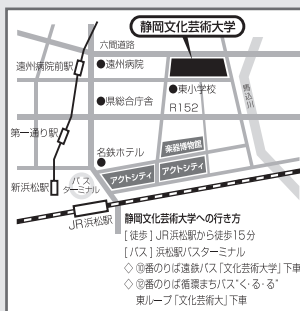 静岡文化芸術大学
六間道路
遠州病院前駅
●遠州病院
●東小学校
馬込川
●県総合庁舎
R152
第一通り駅
名鉄ホテル
楽器博物館
アクトシティ
アクトシティ
新浜松駅
バス
ターミナル
JR浜松駅
静岡文化芸術大学への行き方
[徒歩] JR浜松駅から徒歩15分
[バス] 浜松駅バスターミナル
◇ ⑩番のりば遠鉄バス「文化芸術大学」下車
◇ ⑫番のりば循環まちバス"く・る・る"
東ループ「文化芸術大」下車